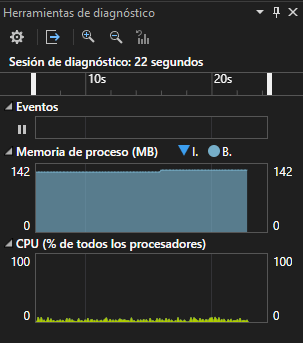 Herramientas de diagnóstico
Sesión de diagnóstico: 22 segundos
10s 20s
Eventos
Memoria de proceso (MB) I. B.
142 142
0 0
CPU (% de todos los procesadores)
100 100
0 0